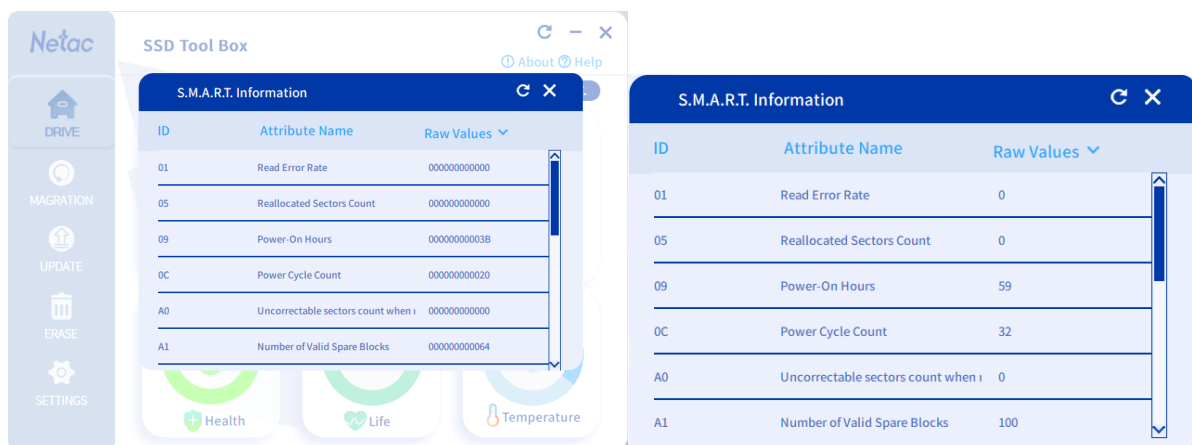 Netac
SSD Tool Box
About Help
DRIVE
MAGRATION
UPDATE
ERASE
SETTINGS
S.M.A.R.T. Information
ID Attribute Name Raw Values
01 Read Error Rate 000000000000
05 Reallocated Sectors Count 000000000000
09 Power-On Hours 00000000003B
0C Power Cycle Count 000000000020
A0 Uncorrectable sectors count when 000000000000
A1 Number of Valid Spare Blocks 000000000064
Health
Life
Temperature
S.M.A.R.T. Information
ID Attribute Name Raw Values
01 Read Error Rate 0
05 Reallocated Sectors Count 0
09 Power-On Hours 59
0C Power Cycle Count 32
A0 Uncorrectable sectors count when 0
A1 Number of Valid Spare Blocks 100